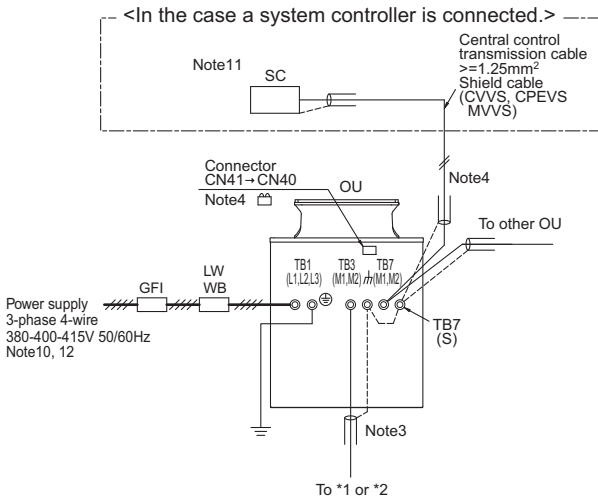 <In the case a system controller is connected.>
Central control
transmission cable
>=1.25mm²
Shield cable
(CVVS, CPEVS
MVVS)
Note11
SC
Connector
CN41→CN40
Note4
OU
Note4
To other OU
TB1
(L1,L2,L3)
TB3
(M1,M2)
TB7
(M1,M2)
LW
GFI
WB
Power supply
3-phase 4-wire
380-400-415V 50/60Hz
Note10, 12
TB7
(S)
Note3
To *1 or *2